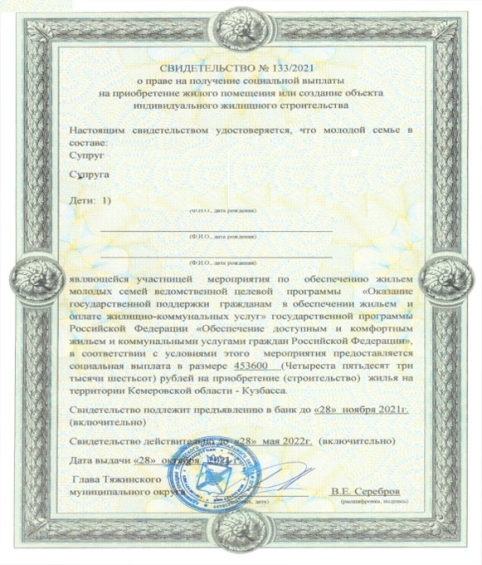 СВИДЕТЕЛЬСТВО № 133/2021
о праве на получение социальной выплаты
на приобретение жилого помещения или создание объекта
индивидуального жилищного строительства
Настоящим свидетельством удостоверяется, что молодой семье в
составе:
Супруг
Супруга
Дети: 1)
(Ф.И.О., дата рождения)
(Ф.И.О., дата рождения)
(Ф.И.О., дата рождения)
являющейся участницей мероприятия по обеспечению жильем
молодых семей ведомственной целевой программы «Оказание
государственной поддержки гражданам в обеспечении жильем и
оплате жилищно-коммунальных услуг» государственной программы
Российской Федерации «Обеспечение доступным и комфортным
жильем и коммунальными услугами граждан Российской Федерации»,
в соответствии с условиями этого мероприятия предоставляется
социальная выплата в размере 453600 (Четыреста пятьдесят три
тысячи шестьсот) рублей на приобретение (строительство) жилья на
территории Кемеровской области - Кузбасса.
Свидетельство подлежит предъявлению в банк до «28» ноября 2021г.
(включительно)
Свидетельство действительно до «28» мая 2022г. (включительно)
Дата выдачи «28» октября 2021г.
Глава Тяжинского
муниципального округа
В.Е. Серебров
(подпись, дата) (расшифровка, подписи)